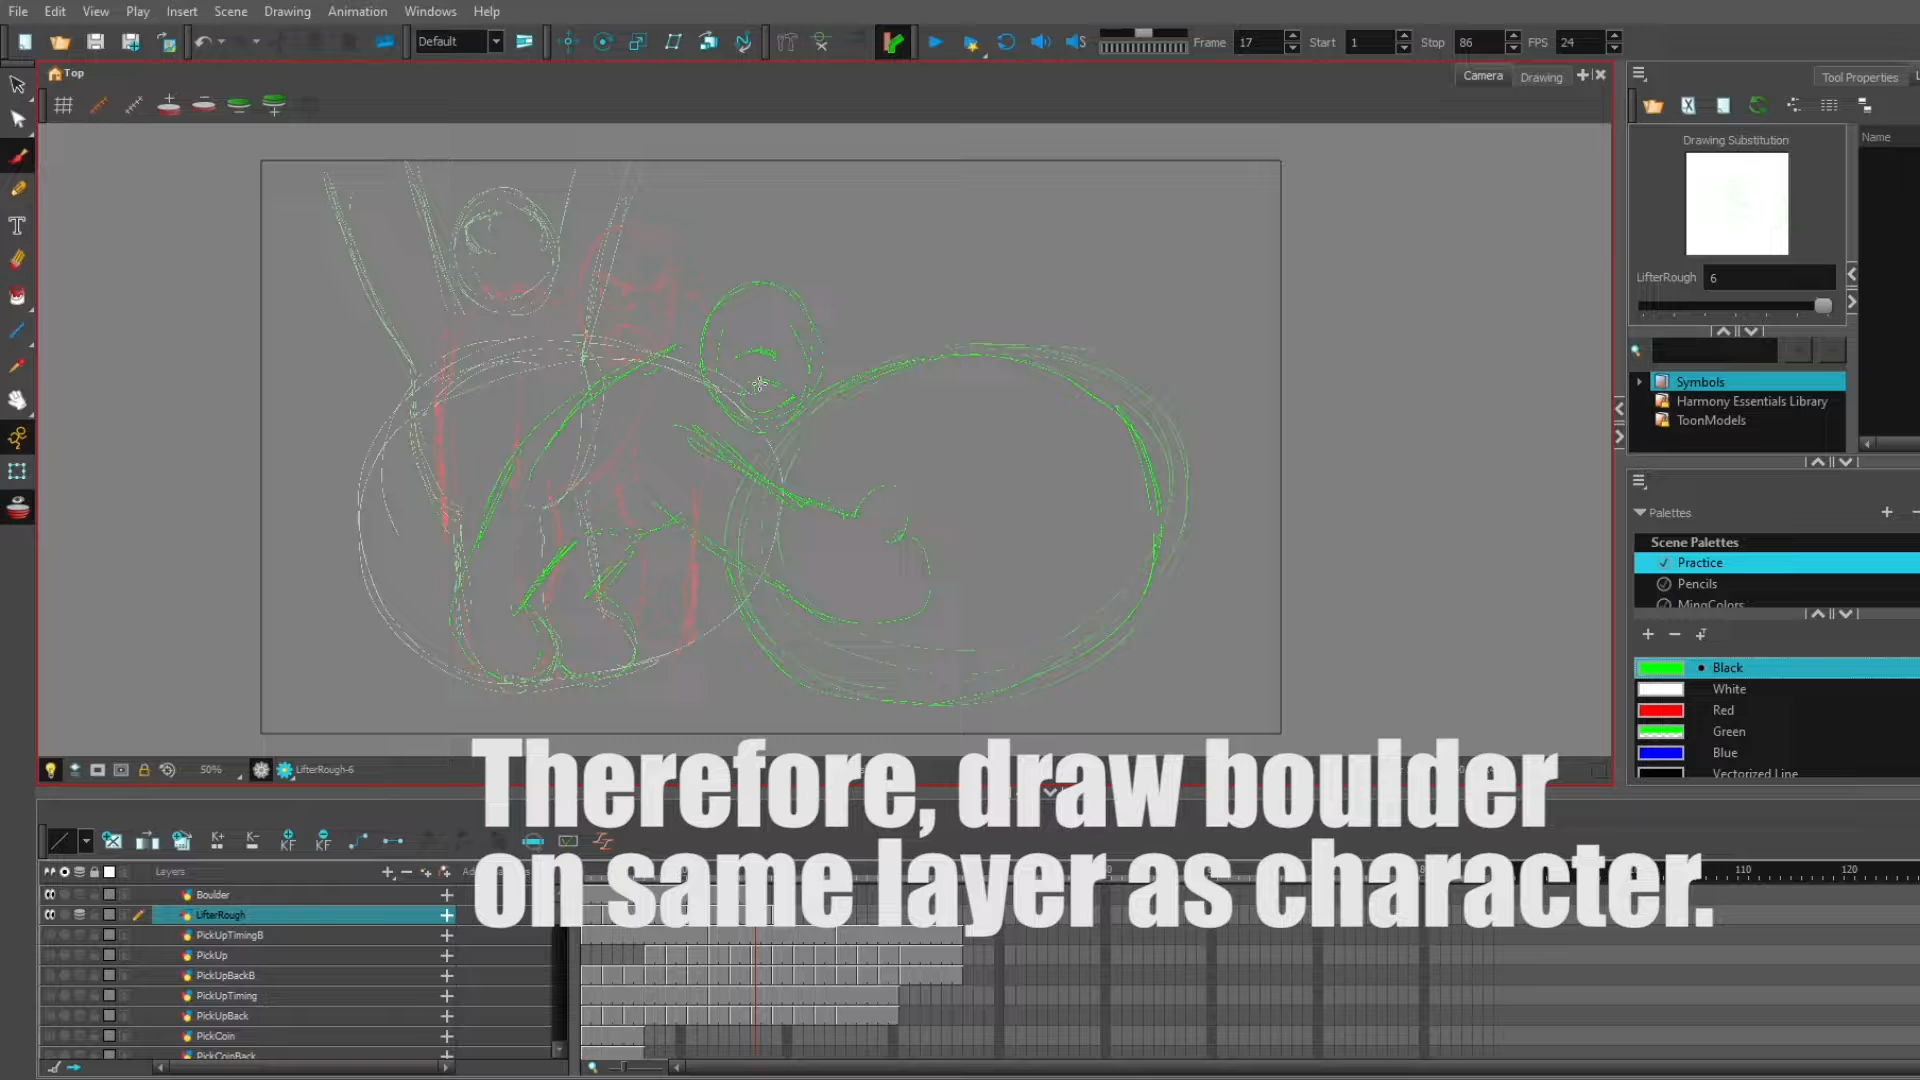 File Edit View Play Insert Scene Drawing Animation Windows Help
Default Frame 17 Start 1 Stop 86 FPS 24
Top
Camera Drawing
Tool Properties
Drawing Substitution
Name
LifterRough 6
Symbols
Harmony Essentials Library
ToonModels
Palettes
Scene Palettes
Practice
Pencils
MingColors
Black
White
Red
Green
Blue
Vectorized Line
50% LifterRough-6
Therefore, draw boulder
on same layer as character.
Layers
110 120
Boulder
LifterRough
PickUpTimingB
PickUp
PickUpBackB
PickUpTiming
PickUpBack
PickCoin
PickCoinBack